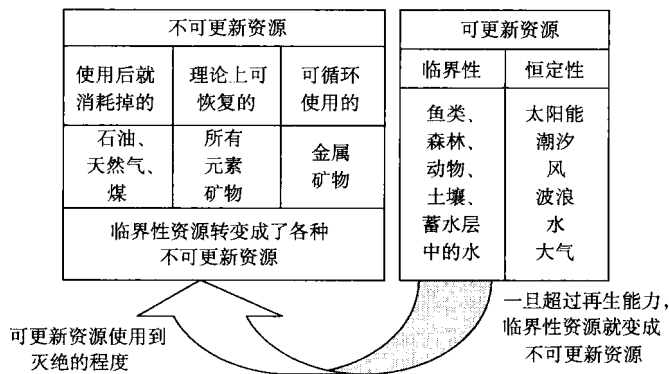 不可更新资源
使用后就
消耗掉的
理论上可
恢复的
可循环
使用的
石油、
天然气、
煤
所有
元素
矿物
金属
矿物
临界性资源转变成了各种
不可更新资源
可更新资源
临界性
恒定性
鱼类、
森林、
动物、
土壤、
蓄水层
中的水
太阳能
潮汐
风
波浪
水
大气
可更新资源使用到
灭绝的程度
一旦超过再生能力，
临界性资源就变成
不可更新资源